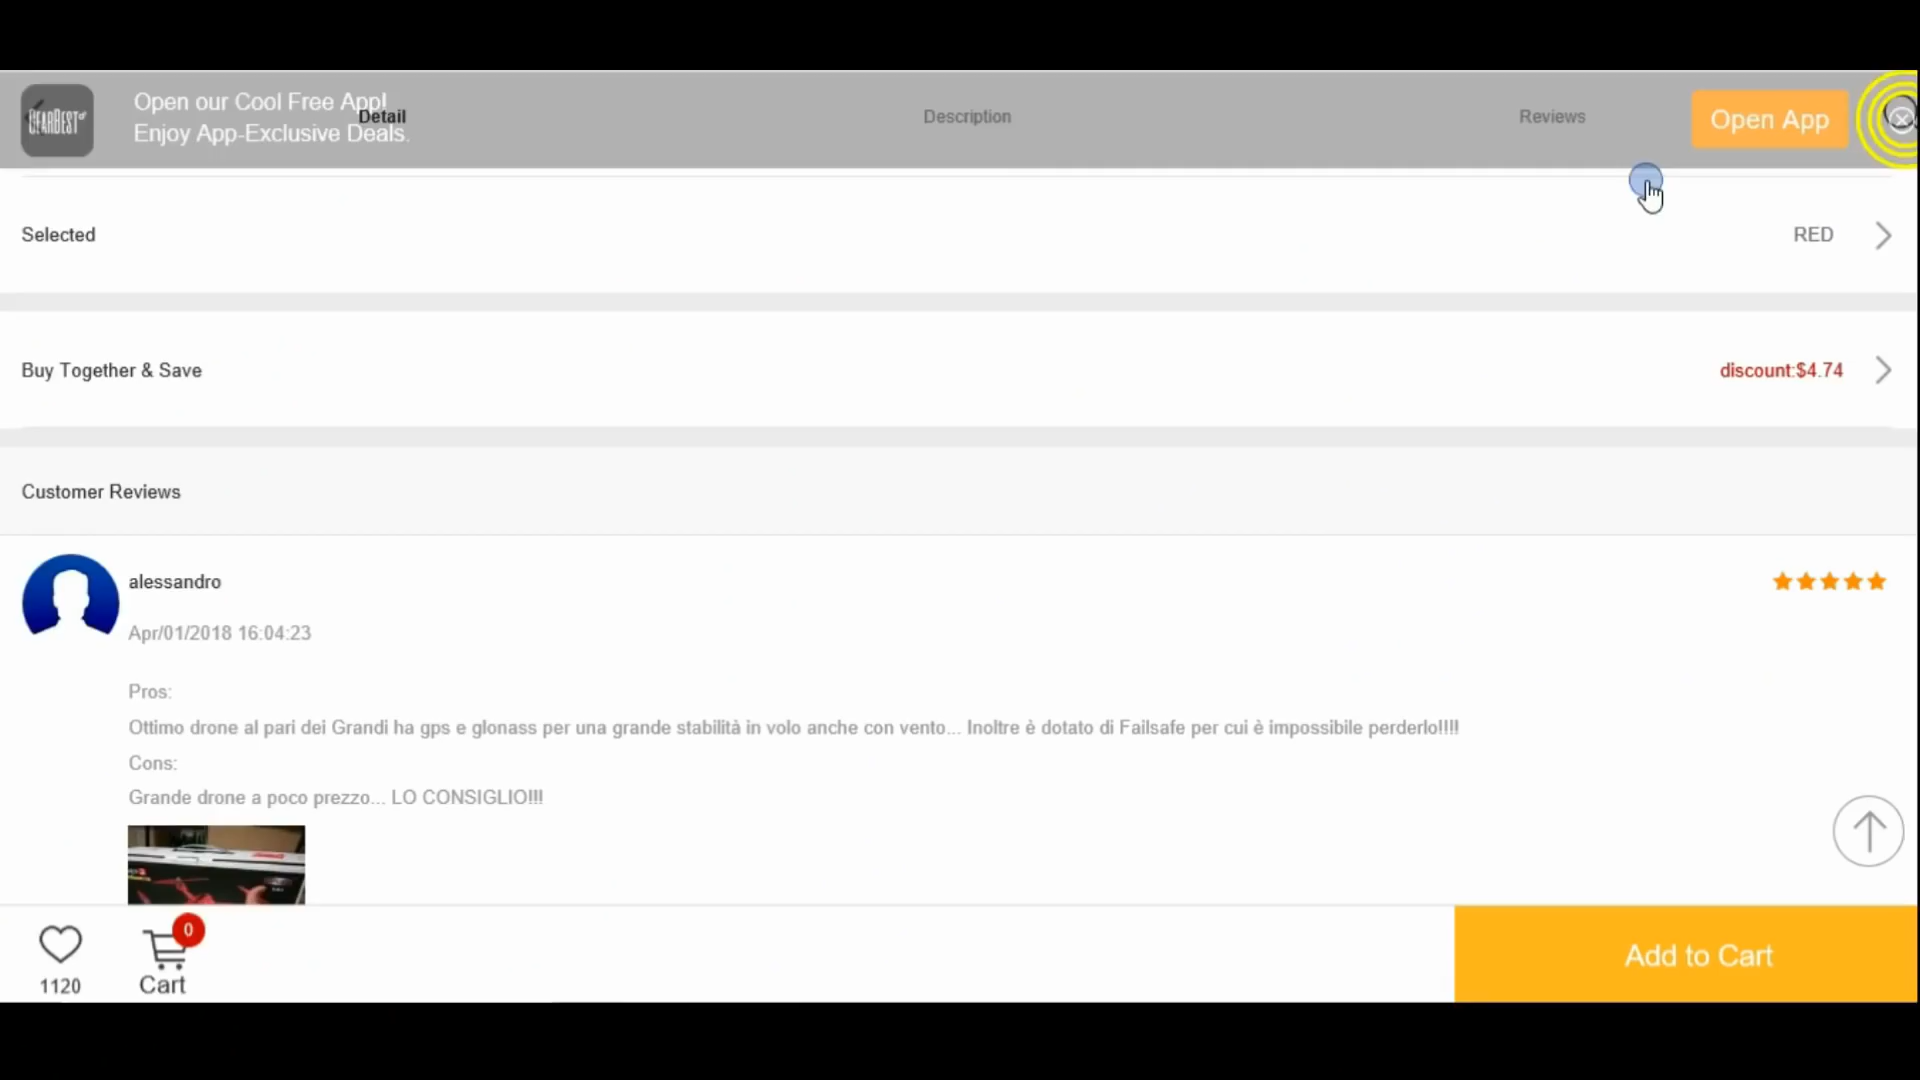 GEARBEST
Open our Cool Free App!
Enjoy App-Exclusive Deals.
Detail
Description
Reviews
Open App
Selected
RED
Buy Together & Save
discount:$4.74
Customer Reviews
alessandro
Apr/01/2018 16:04:23
Pros:
Ottimo drone al pari dei Grandi ha gps e glonass per una grande stabilità in volo anche con vento... Inoltre è dotato di Failsafe per cui è impossibile perderlo!!!!
Cons:
Grande drone a poco prezzo... LO CONSIGLIO!!!
0
1120
Cart
Add to Cart